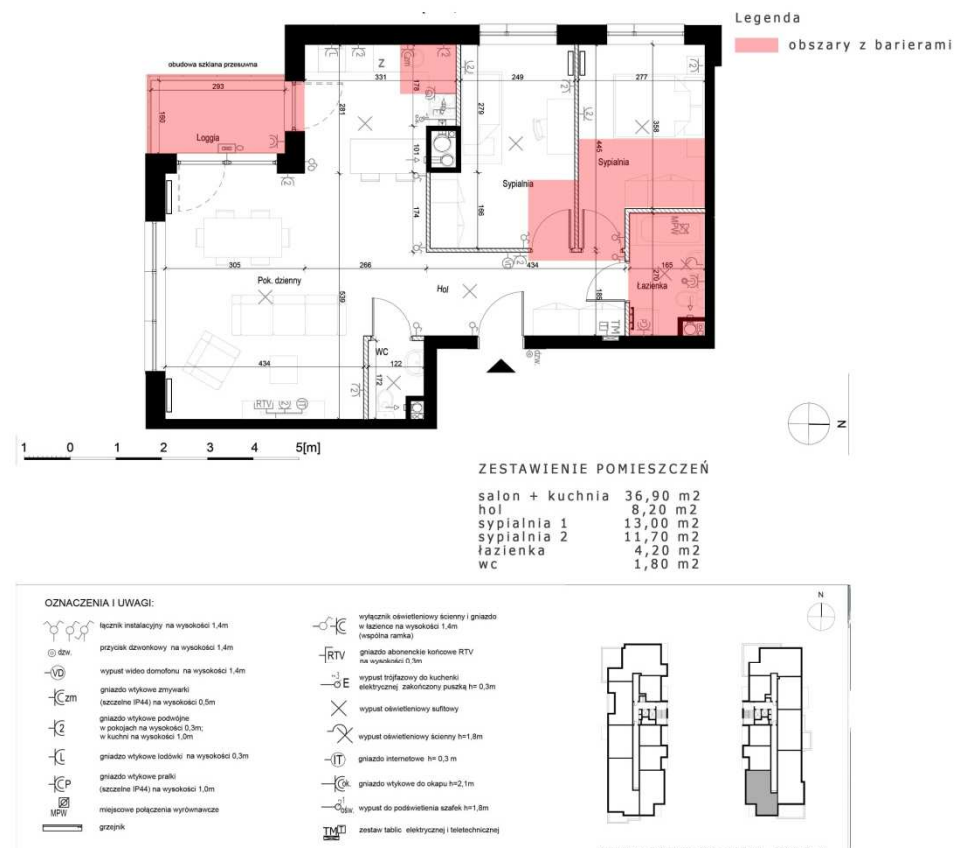 Legenda
obszary z barierami
obudowa szklana przesuwna
293
160
Loggia
331
Z
178
zm
281
101
174
249
279
166
Sypialnia
277
358
445
Sypialnia
MPW
165
270
Łazienka
305
266
434
Pok. dzienny
539
Hol
VD
185
TM
dzw.
WC
122
172
434
RTV
IT
N
1 0 1 2 3 4 5[m]
ZESTAWIENIE POMIESZCZEŃ
salon + kuchnia 36,90 m2
hol 8,20 m2
sypialnia 1 13,00 m2
sypialnia 2 11,70 m2
łazienka 4,20 m2
wc 1,80 m2
OZNACZENIA I UWAGI:
łącznik instalacyjny na wysokości 1,4m
dzw. przycisk dzwonkowy na wysokości 1,4m
VD wypust wideo domofonu na wysokości 1,4m
zm gniazdo wtykowe zmywarki
(szczelne IP44) na wysokości 0,5m
2 gniazdo wtykowe podwójne
w pokojach na wysokości 0,3m;
w kuchni na wysokości 1,0m
L gniadzo wtykowe lodówki na wysokości 0,3m
P gniazdo wtykowe pralki
(szczelne IP44) na wysokości 1,0m
MPW miejscowe połączenia wyrównawcze
grzejnik
wyłącznik oświetleniowy ścienny i gniazdo
w łazience na wysokości 1,4m
(wspólna ramka)
RTV gniazdo abonenckie końcowe RTV
na wysokości 0,3m
E wypust trójfazowy do kuchenki
elektrycznej zakończony puszką h= 0,3m
wypust oświetleniowy sufitowy
wypust oświetleniowy ścienny h=1,8m
IT gniazdo internetowe h= 0,3 m
ok. gniazdo wtykowe do okapu h=2,1m
ośw. wypust do podświetlenia szafek h=1,8m
TM T zestaw tablic elektrycznej i teletechnicznej
N